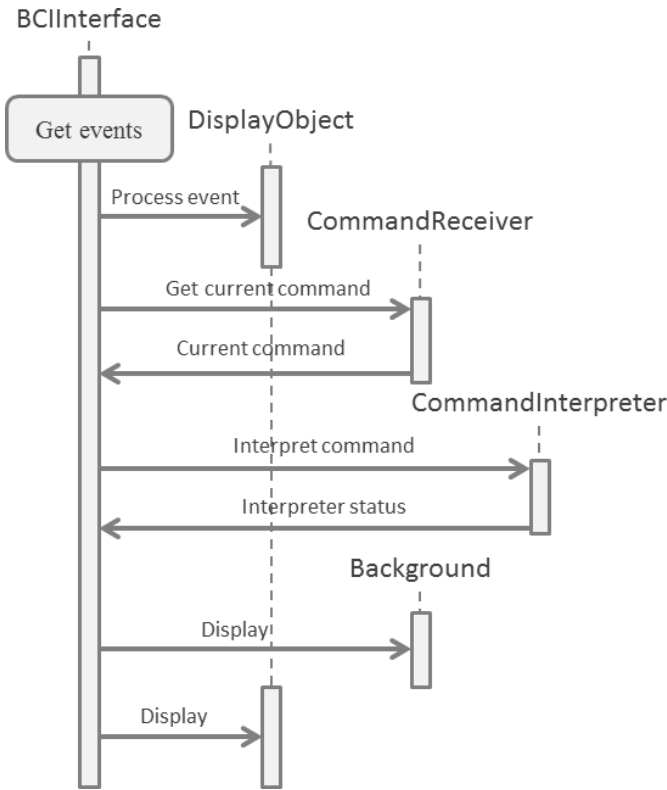 BCIInterface
Get events
DisplayObject
Process event
CommandReceiver
Get current command
Current command
CommandInterpreter
Interpret command
Interpreter status
Background
Display
Display